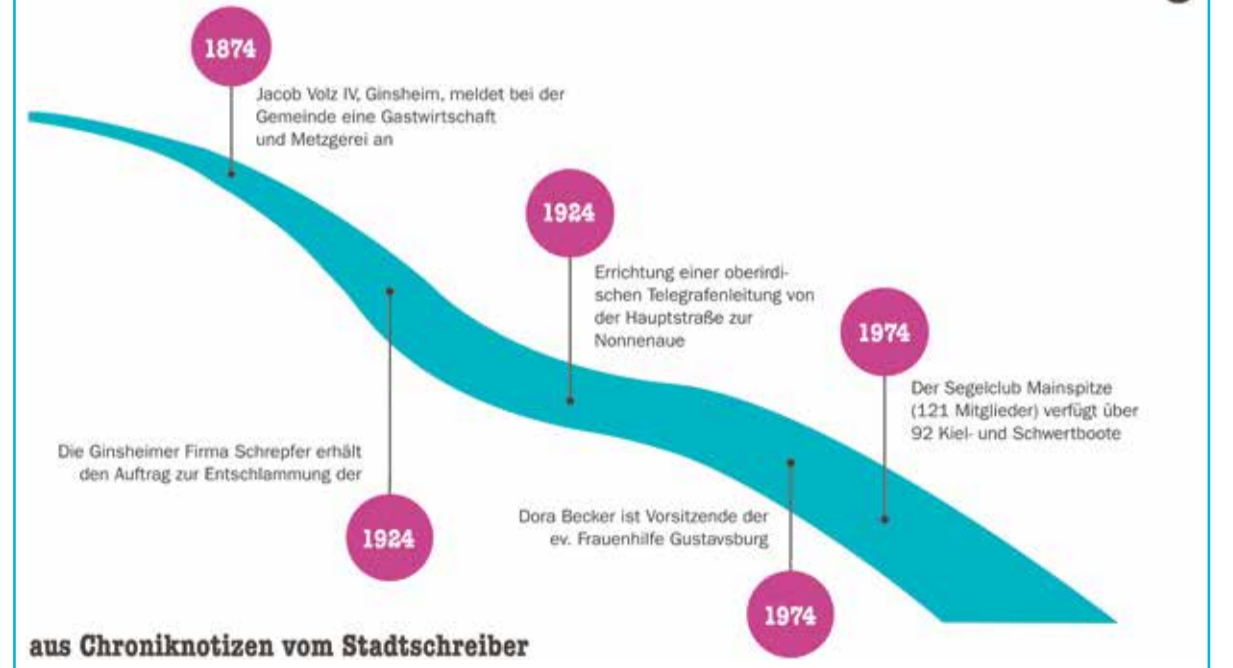 1874
Jacob Volz IV, Ginsheim, meldet bei der
Gemeinde eine Gastwirtschaft
und Metzgerei an
1924
Errichtung einer oberirdi-
schen Telegrafenleitung von
der Hauptstraße zur
Nonnenaue
1974
Der Segelclub Mainspitze
(121 Mitglieder) verfügt über
92 Kiel- und Schwertboote
Die Ginsheimer Firma Schrepfer erhält
den Auftrag zur Entschlammung der
1924
Dora Becker ist Vorsitzende der
ev. Frauenhilfe Gustavsburg
1974
aus Chroniknotizen vom Stadtschreiber